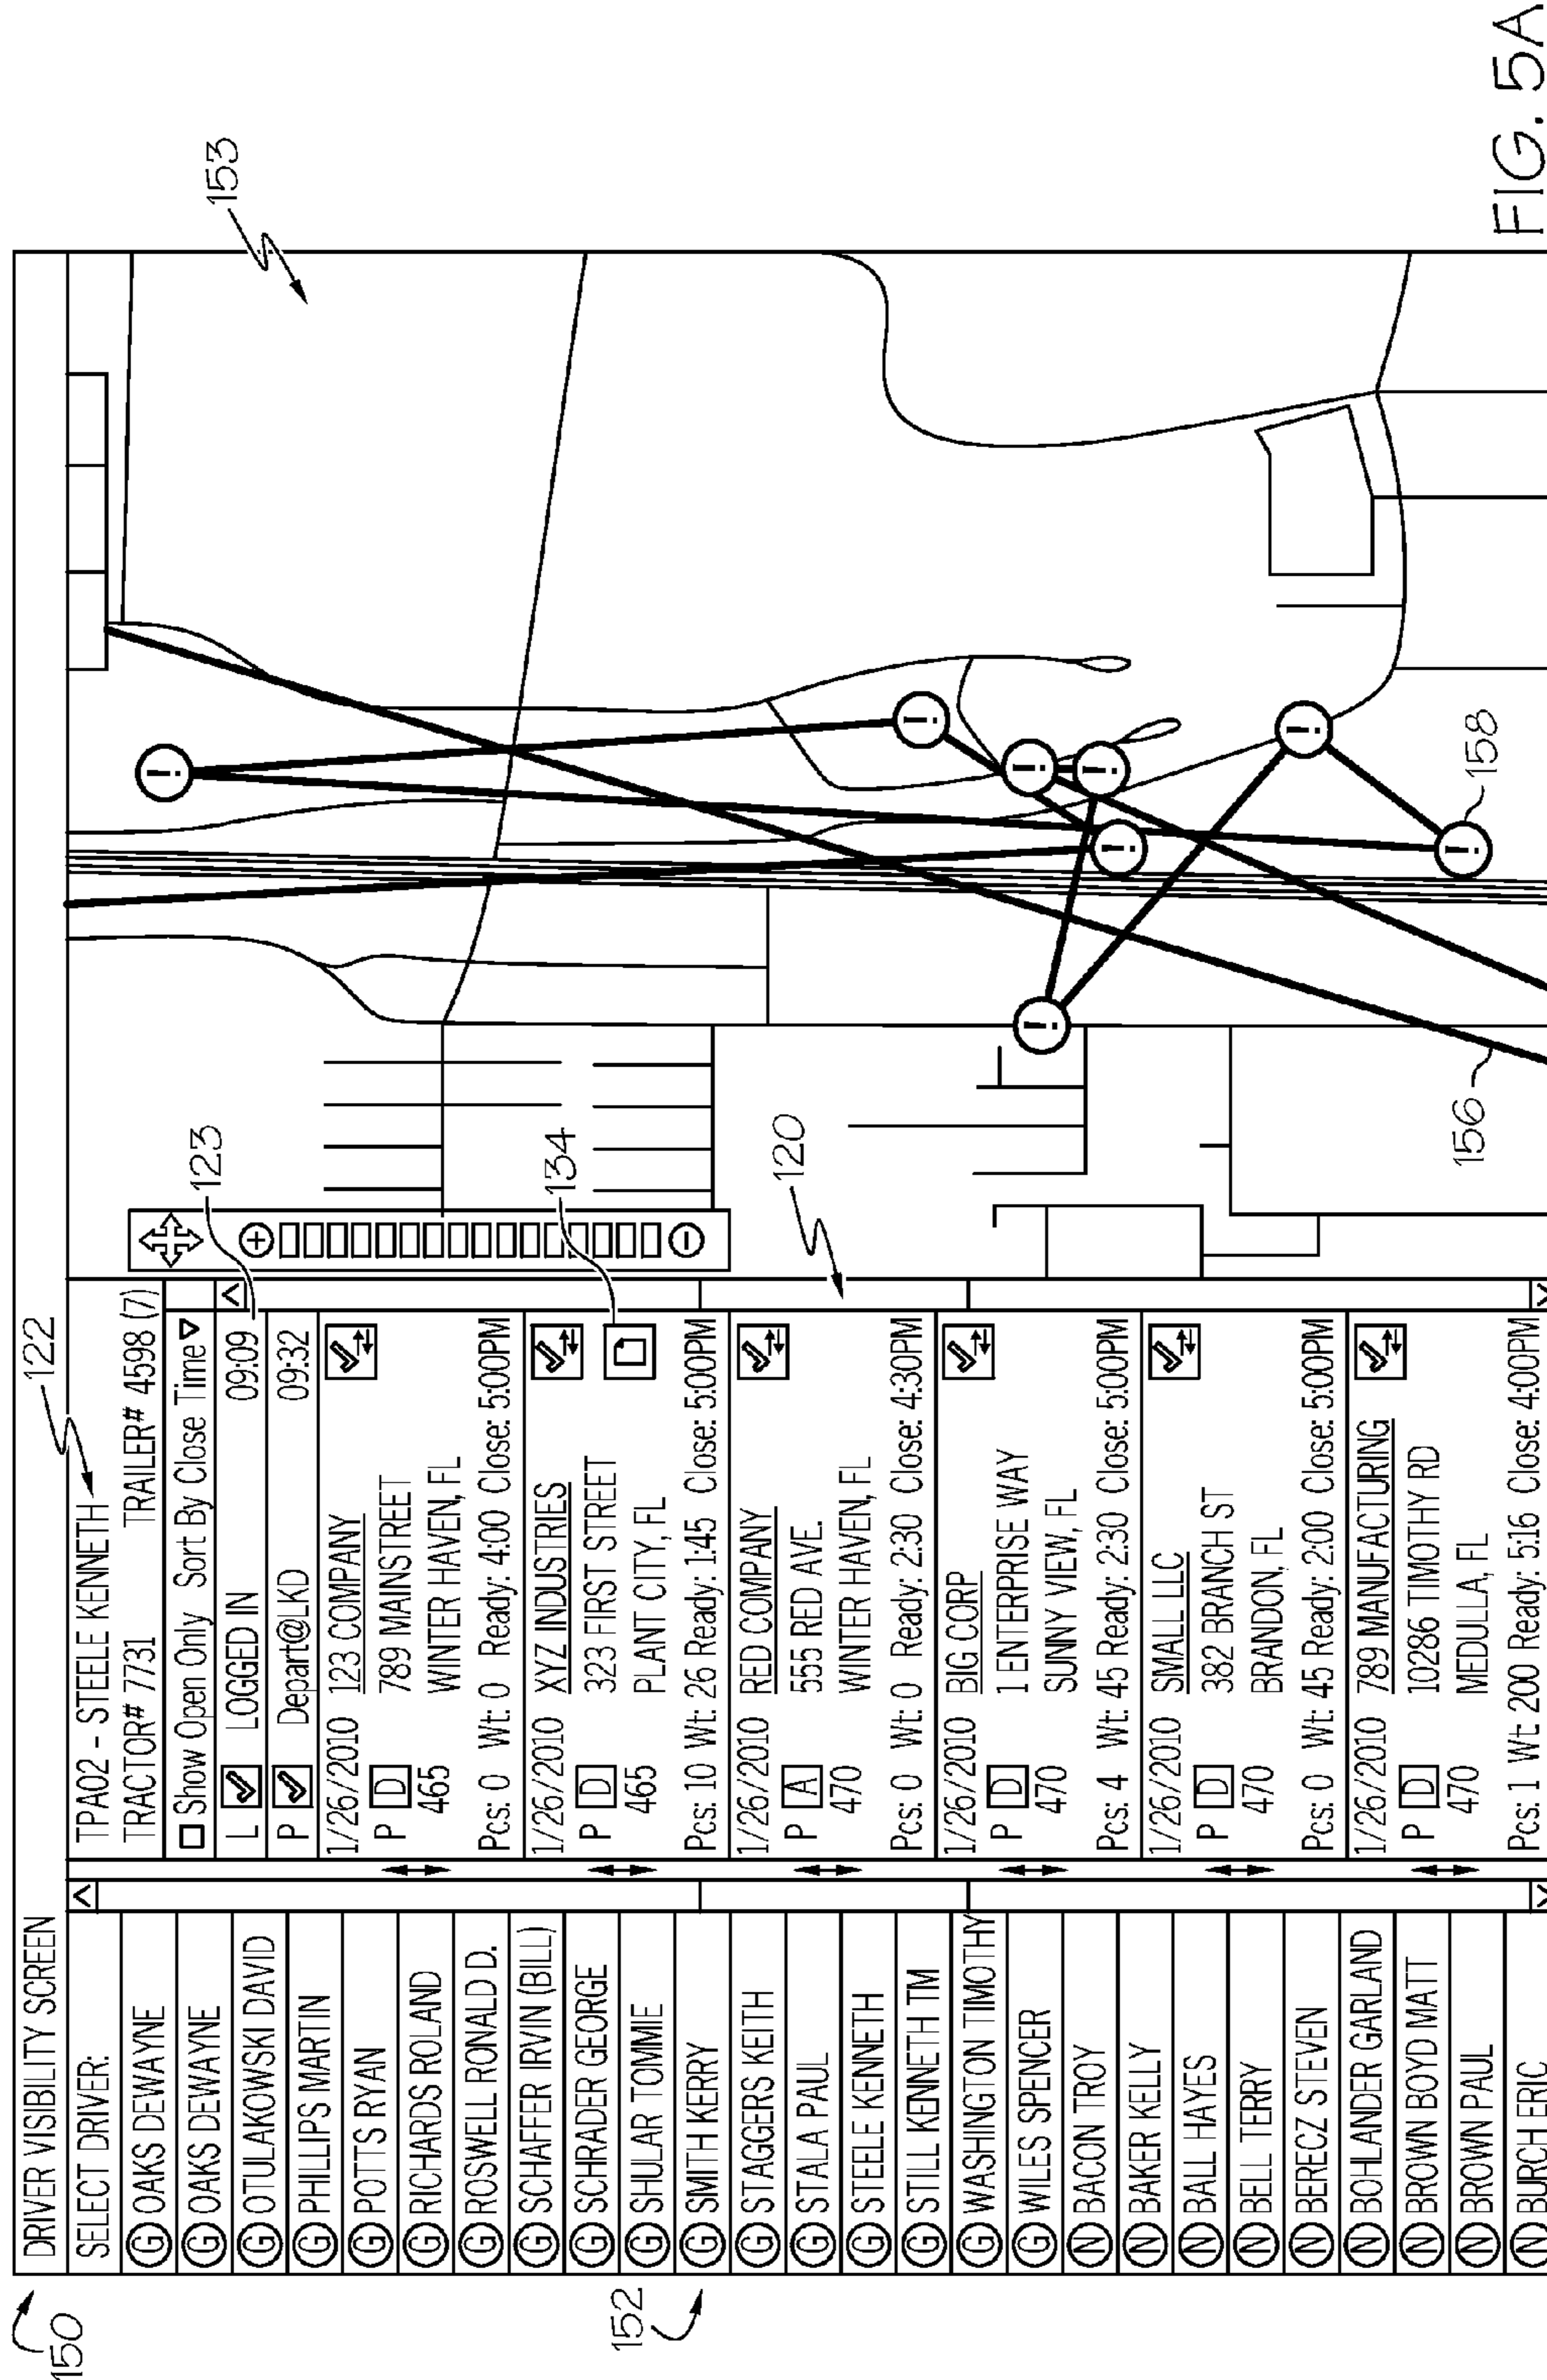 150
DRIVER VISIBILITY SCREEN
SELECT DRIVER:
G OAKS DEWAYNE
G OAKS DEWAYNE
G OTULAKOWSKI DAVID
G PHILLIPS MARTIN
G POTTS RYAN
G RICHARDS ROLAND
G ROSWELL RONALD D.
G SCHAFFER IRVIN (BILL)
G SCHRADER GEORGE
G SHULAR TOMMIE
G SMITH KERRY
G STAGGERS KEITH
G STALA PAUL
G STEELE KENNETH
G STILL KENNETH TM
G WASHINGTON TIMOTHY
G WILES SPENCER
N BACON TROY
N BAKER KELLY
N BALL HAYES
N BELL TERRY
N BERECZ STEVEN
N BOHLANDER GARLAND
N BROWN BOYD MATT
N BROWN PAUL
N BURCH ERIC
152
122
TPA02 - STEELE KENNETH
TRACTOR# 7731 TRAILER# 4598 (7)
Show Open Only Sort By Close Time
L LOGGED IN 09:09
P Depart@LKD 09:32
1/26/2010 123 COMPANY
P D 789 MAINSTREET
465 WINTER HAVEN, FL
Pcs: 0 Wt: 0 Ready: 4:00 Close: 5:00PM
1/26/2010 XYZ INDUSTRIES
P D 323 FIRST STREET
465 PLANT CITY, FL
Pcs: 10 Wt: 26 Ready: 1:45 Close: 5:00PM
1/26/2010 RED COMPANY
P A 555 RED AVE.
470 WINTER HAVEN, FL
Pcs: 0 Wt: 0 Ready: 2:30 Close: 4:30PM
1/26/2010 BIG CORP
P D 1 ENTERPRISE WAY
470 SUNNY VIEW, FL
Pcs: 4 Wt: 45 Ready: 2:30 Close: 5:00PM
1/26/2010 SMALL LLC
P D 382 BRANCH ST
470 BRANDON, FL
Pcs: 0 Wt: 45 Ready: 2:00 Close: 5:00PM
1/26/2010 789 MANUFACTURING
P D 10286 TIMOTHY RD
470 MEDULLA, FL
Pcs: 1 Wt: 200 Ready: 5:16 Close: 4:00PM
123
134
120
153
!
!
!
!
!
!
!
!
156
158
FIG. 5A